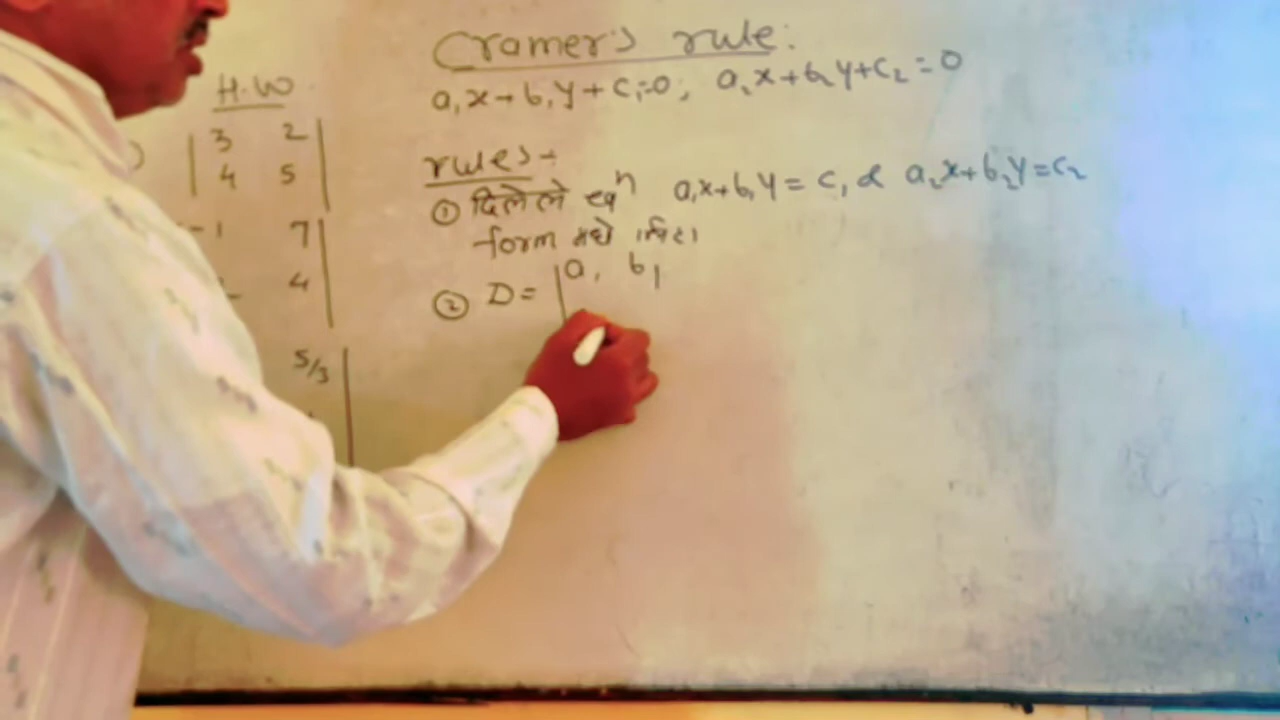 H.W.
3 2
4 5
-1 7
4
5/3
Cramer's rule:
a₁x+b₁y+c₁=0; a₂x+b₂y+c₂=0
rules:-
① दिलेले eqⁿ a₁x+b₁y=c₁ & a₂x+b₂y=c₂
form मधे लिहा
② D= | a₁ b₁